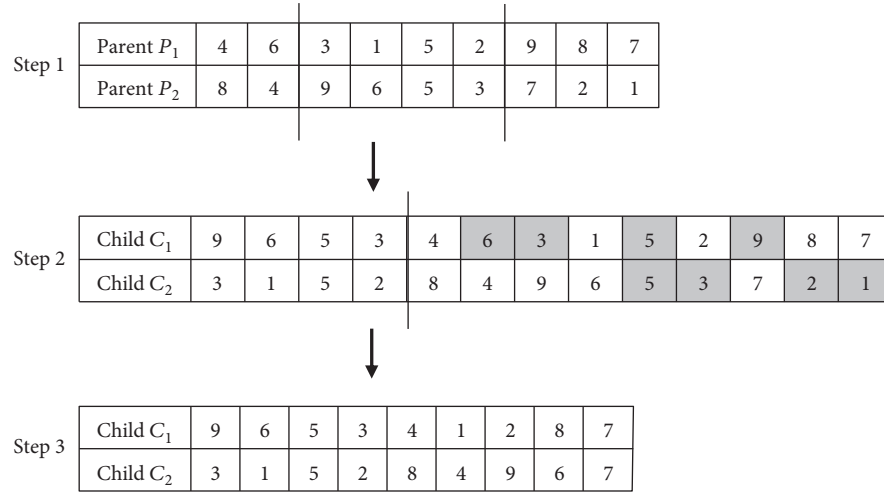 Step 1
Parent P₁ 4 6 3 1 5 2 9 8 7
Parent P₂ 8 4 9 6 5 3 7 2 1
Step 2
Child C₁ 9 6 5 3 4 6 3 1 5 2 9 8 7
Child C₂ 3 1 5 2 8 4 9 6 5 3 7 2 1
Step 3
Child C₁ 9 6 5 3 4 1 2 8 7
Child C₂ 3 1 5 2 8 4 9 6 7